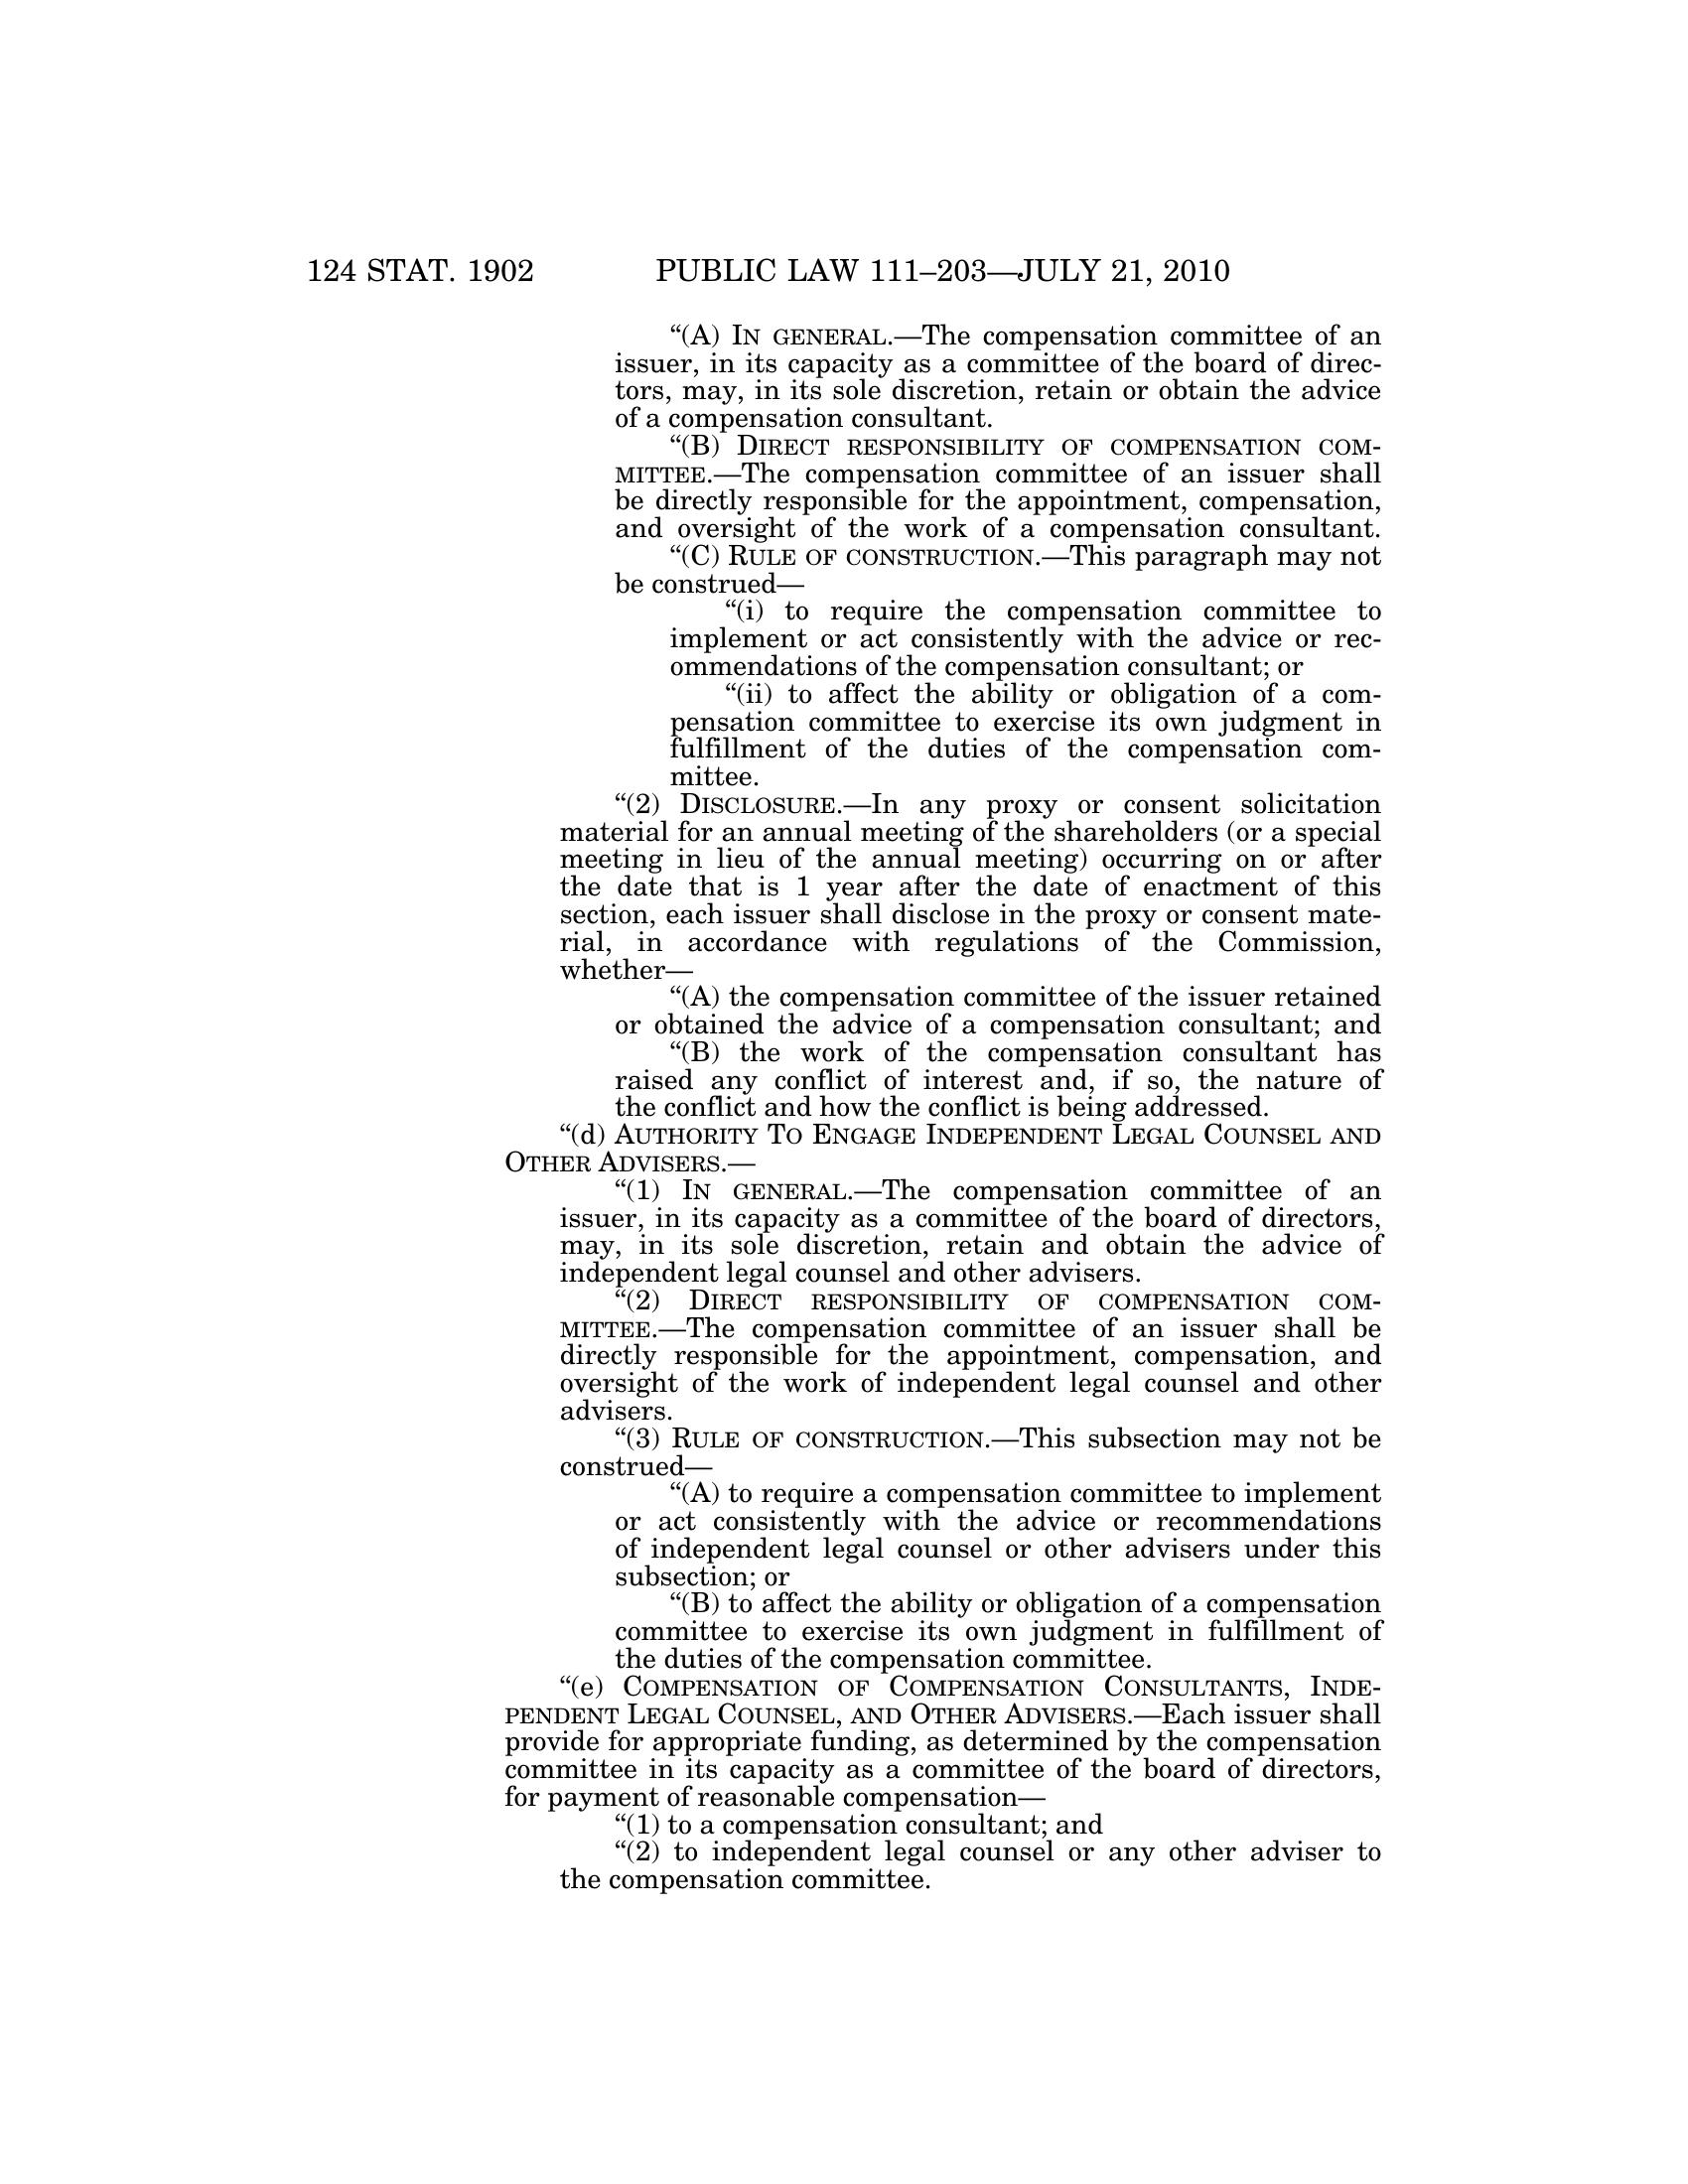 124 STAT. 1902 PUBLIC LAW 111–203—JULY 21, 2010
“(A) IN GENERAL.—The compensation committee of an
issuer, in its capacity as a committee of the board of direc-
tors, may, in its sole discretion, retain or obtain the advice
of a compensation consultant.
“(B) DIRECT RESPONSIBILITY OF COMPENSATION COM-
MITTEE.—The compensation committee of an issuer shall
be directly responsible for the appointment, compensation,
and oversight of the work of a compensation consultant.
“(C) RULE OF CONSTRUCTION.—This paragraph may not
be construed—
“(i) to require the compensation committee to
implement or act consistently with the advice or rec-
ommendations of the compensation consultant; or
“(ii) to affect the ability or obligation of a com-
pensation committee to exercise its own judgment in
fulfillment of the duties of the compensation com-
mittee.
“(2) DISCLOSURE.—In any proxy or consent solicitation
material for an annual meeting of the shareholders (or a special
meeting in lieu of the annual meeting) occurring on or after
the date that is 1 year after the date of enactment of this
section, each issuer shall disclose in the proxy or consent mate-
rial, in accordance with regulations of the Commission,
whether—
“(A) the compensation committee of the issuer retained
or obtained the advice of a compensation consultant; and
“(B) the work of the compensation consultant has
raised any conflict of interest and, if so, the nature of
the conflict and how the conflict is being addressed.
“(d) AUTHORITY TO ENGAGE INDEPENDENT LEGAL COUNSEL AND
OTHER ADVISERS.—
“(1) IN GENERAL.—The compensation committee of an
issuer, in its capacity as a committee of the board of directors,
may, in its sole discretion, retain and obtain the advice of
independent legal counsel and other advisers.
“(2) DIRECT RESPONSIBILITY OF COMPENSATION COM-
MITTEE.—The compensation committee of an issuer shall be
directly responsible for the appointment, compensation, and
oversight of the work of independent legal counsel and other
advisers.
“(3) RULE OF CONSTRUCTION.—This subsection may not be
construed—
“(A) to require a compensation committee to implement
or act consistently with the advice or recommendations
of independent legal counsel or other advisers under this
subsection; or
“(B) to affect the ability or obligation of a compensation
committee to exercise its own judgment in fulfillment of
the duties of the compensation committee.
“(e) COMPENSATION OF COMPENSATION CONSULTANTS, INDE-
PENDENT LEGAL COUNSEL, AND OTHER ADVISERS.—Each issuer shall
provide for appropriate funding, as determined by the compensation
committee in its capacity as a committee of the board of directors,
for payment of reasonable compensation—
“(1) to a compensation consultant; and
“(2) to independent legal counsel or any other adviser to
the compensation committee.